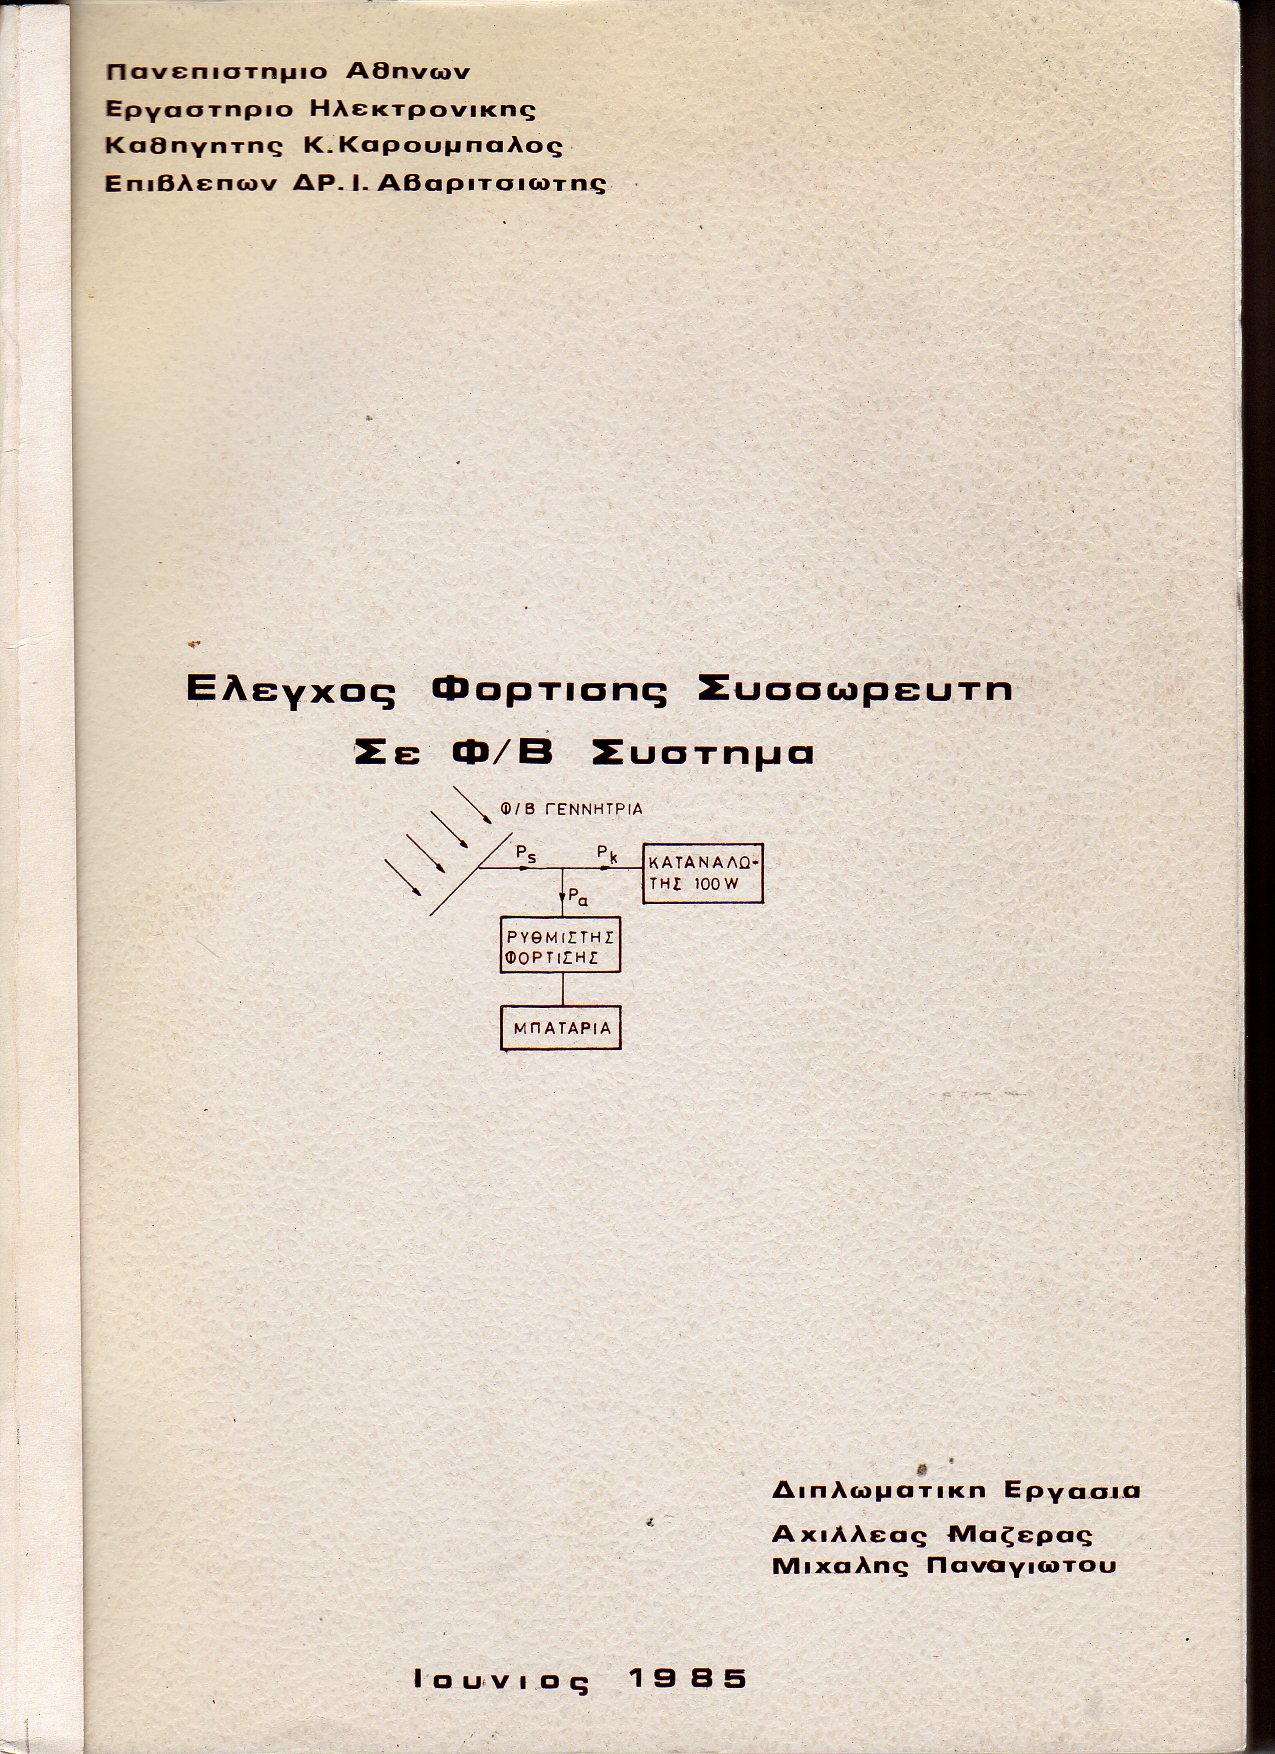 Πανεπιστημιο Αθηνων
Εργαστηριο Ηλεκτρονικης
Καθηγητης Κ. Καρουμπαλος
Επιβλεπων ΔΡ. Ι. Αβαριτσιωτης
Ελεγχος Φορτισης Συσσωρευτη
Σε Φ/Β Συστημα
Φ/Β ΓΕΝΝΗΤΡΙΑ
Ps
Pk
ΚΑΤΑΝΑΛΩ-
ΤΗΣ 100W
Pa
ΡΥΘΜΙΣΤΗΣ
ΦΟΡΤΙΣΗΣ
ΜΠΑΤΑΡΙΑ
Διπλωματικη Εργασια
Αχιλλεας Μαζερας
Μιχαλης Παναγιωτου
Ιουνιος 1985